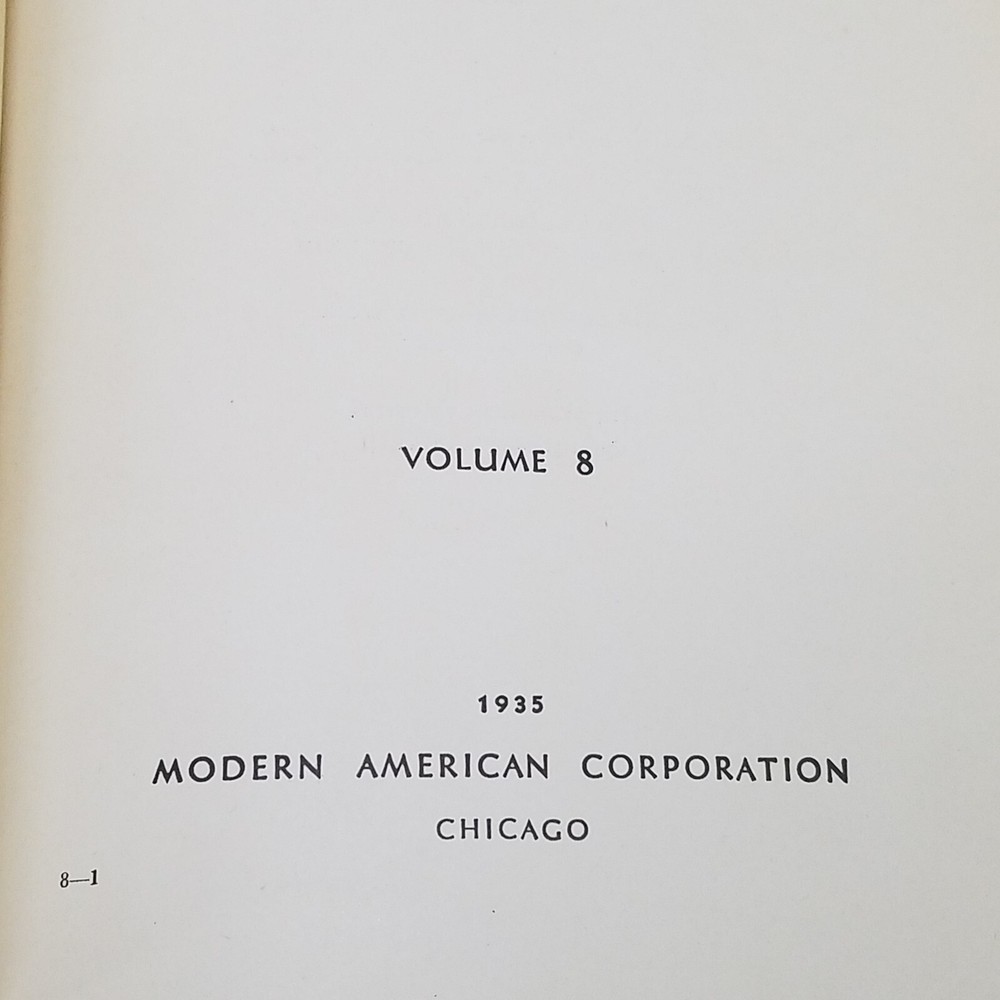 VOLUME 8
1935
MODERN AMERICAN CORPORATION
CHICAGO
8—1